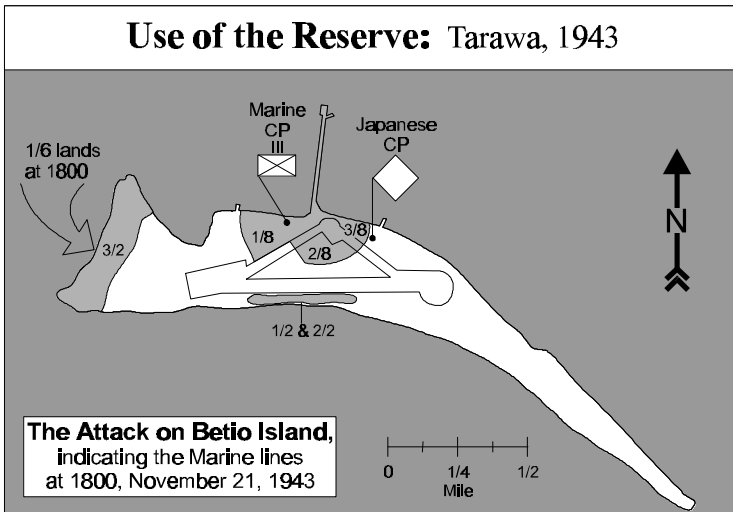 Use of the Reserve: Tarawa, 1943
Marine
CP
III
Japanese
CP
1/6 lands
at 1800
3/2
1/8
2/8
3/8
N
1/2 & 2/2
The Attack on Betio Island,
indicating the Marine lines
at 1800, November 21, 1943
0 1/4 1/2
Mile